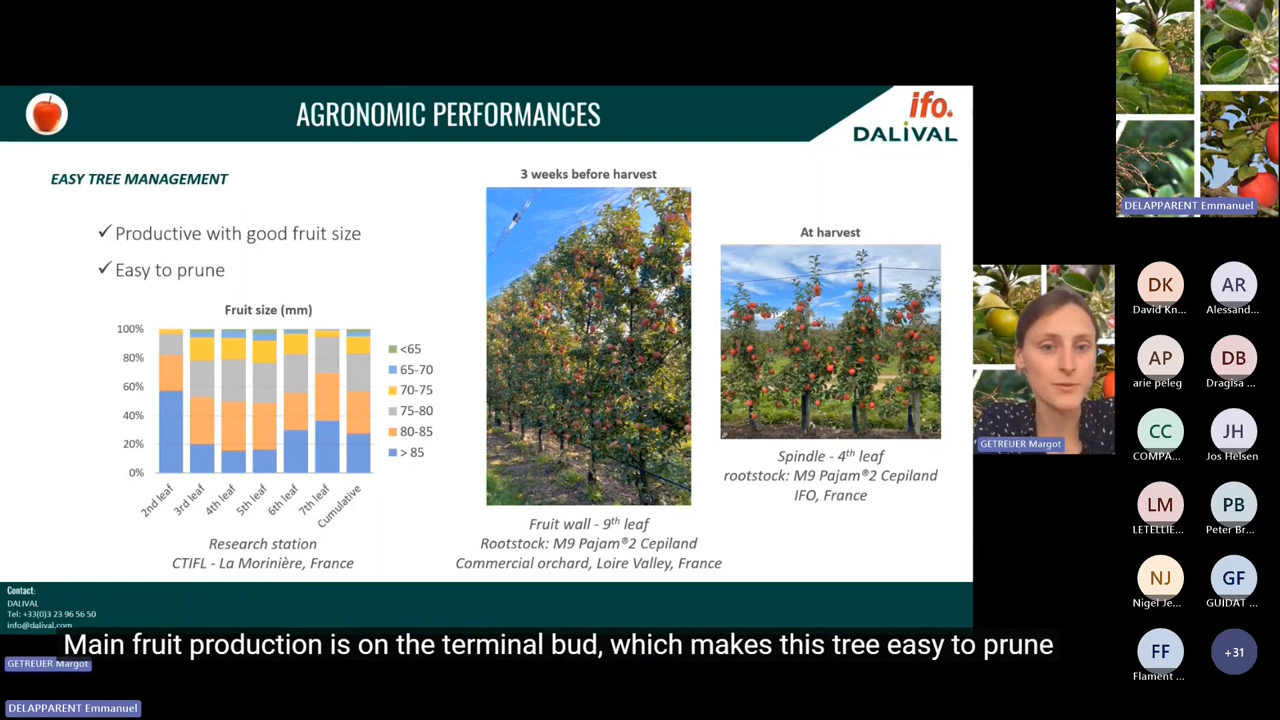 AGRONOMIC PERFORMANCES
ifo.
DALIVAL
EASY TREE MANAGEMENT
✓ Productive with good fruit size
✓ Easy to prune
Fruit size (mm)
100%
80%
60%
40%
20%
0%
2nd leaf
3rd leaf
4th leaf
5th leaf
6th leaf
7th leaf
Cumulative
<65
65-70
70-75
75-80
80-85
> 85
Research station
CTIFL - La Morinière, France
3 weeks before harvest
Fruit wall - 9th leaf
Rootstock: M9 Pajam®2 Cepiland
Commercial orchard, Loire Valley, France
At harvest
Spindle - 4th leaf
rootstock: M9 Pajam®2 Cepiland
IFO, France
Contact:
DALIVAL
Tel: +33(0)3 23 96 56 50
info@dalival.com
Main fruit production is on the terminal bud, which makes this tree easy to prune
GETREUER Margot
DELAPPARENT Emmanuel
GETREUER Margot
DELAPPARENT Emmanuel
DK
David Kn...
AR
Alessand...
AP
arie peleg
DB
Dragisa ...
CC
COMPA...
JH
Jos Helsen
LM
LETELLIE...
PB
Peter Br...
NJ
Nigel Je...
GF
GUIDAT ...
FF
Flament ...
+31